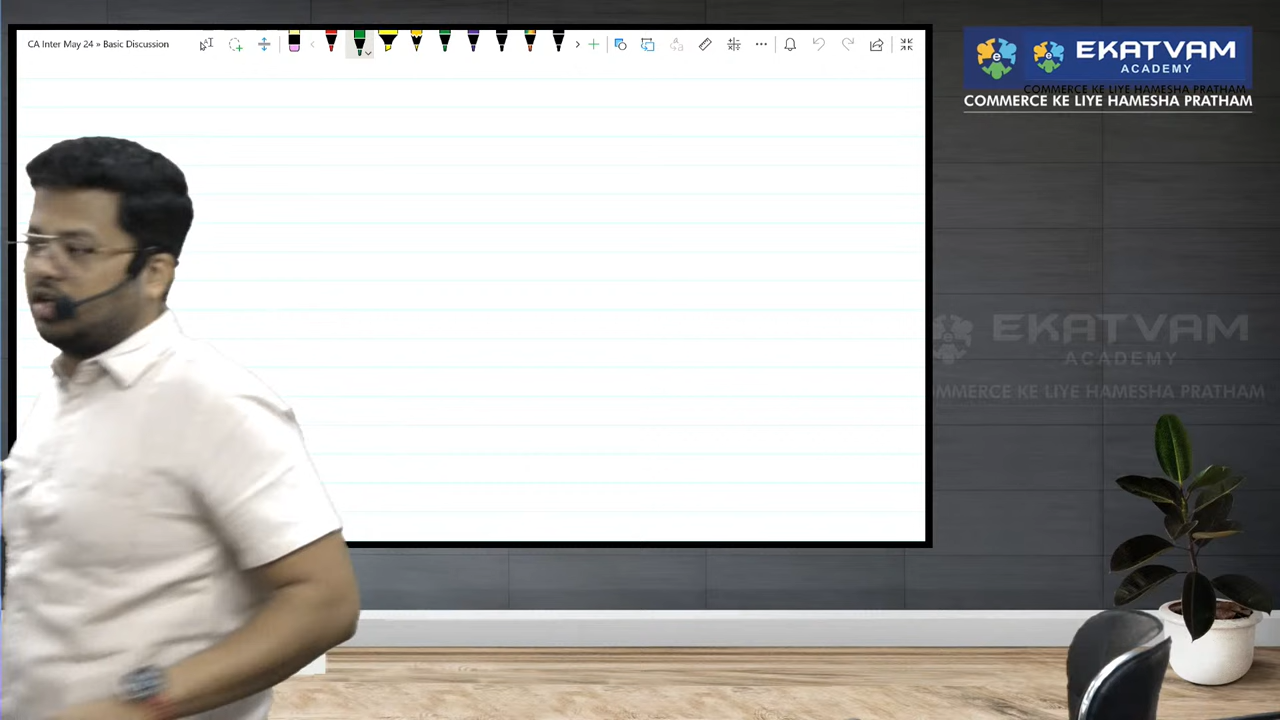 CA Inter May 24 » Basic Discussion
EKATVAM
ACADEMY
COMMERCE KE LIYE HAMESHA PRATHAM
COMMERCE KE LIYE HAMESHA PRATHAM
EKATVAM
ACADEMY
OMMERCE KE LIYE HAMESHA PRATHAM